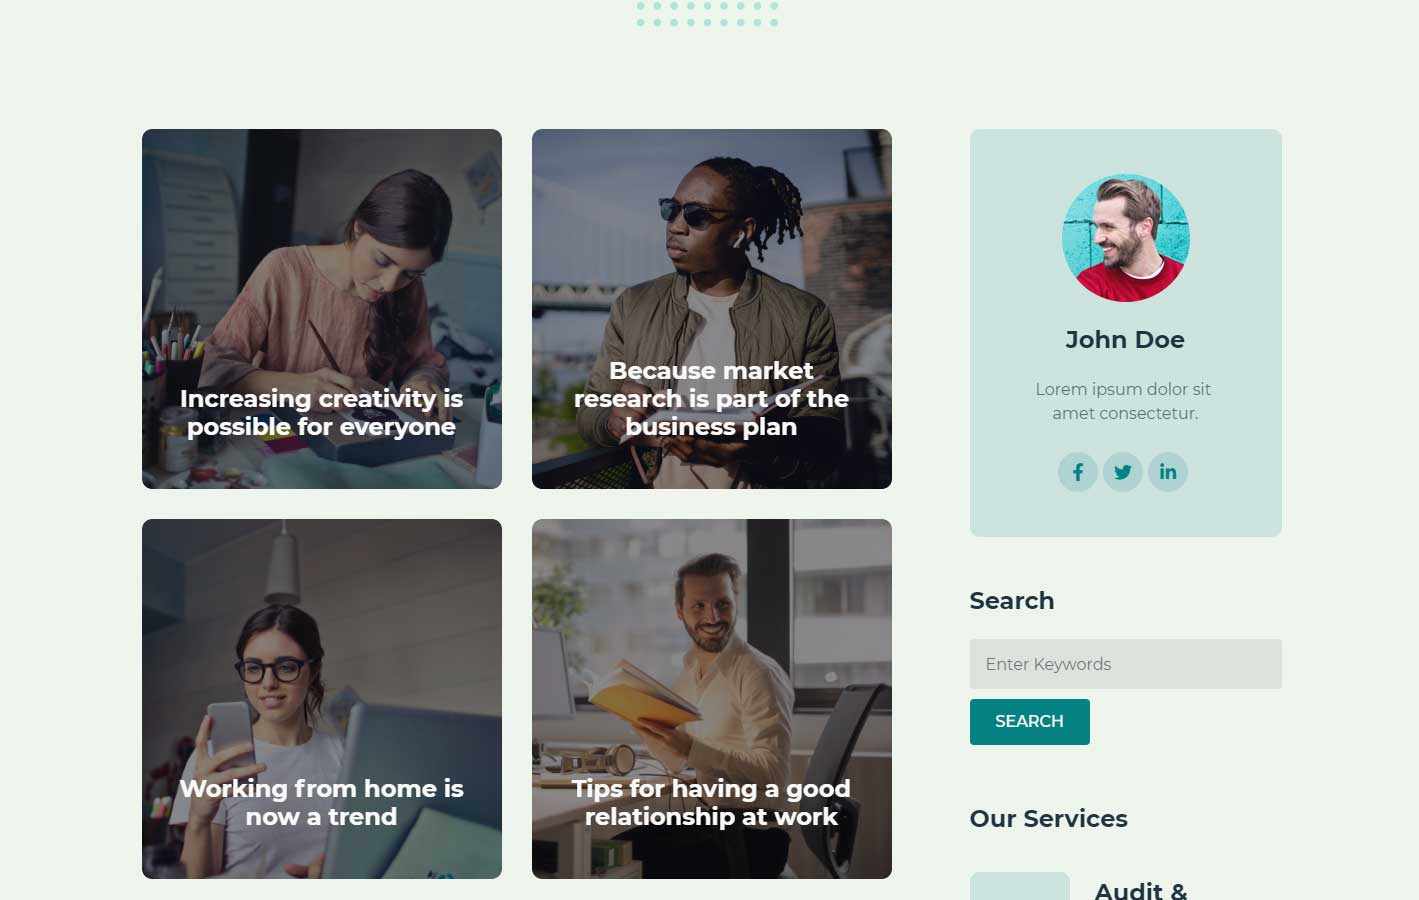 Increasing creativity is
possible for everyone
Because market
research is part of the
business plan
Working from home is
now a trend
Tips for having a good
relationship at work
John Doe
Lorem ipsum dolor sit
amet consectetur.
Search
Enter Keywords
SEARCH
Our Services
Audit &